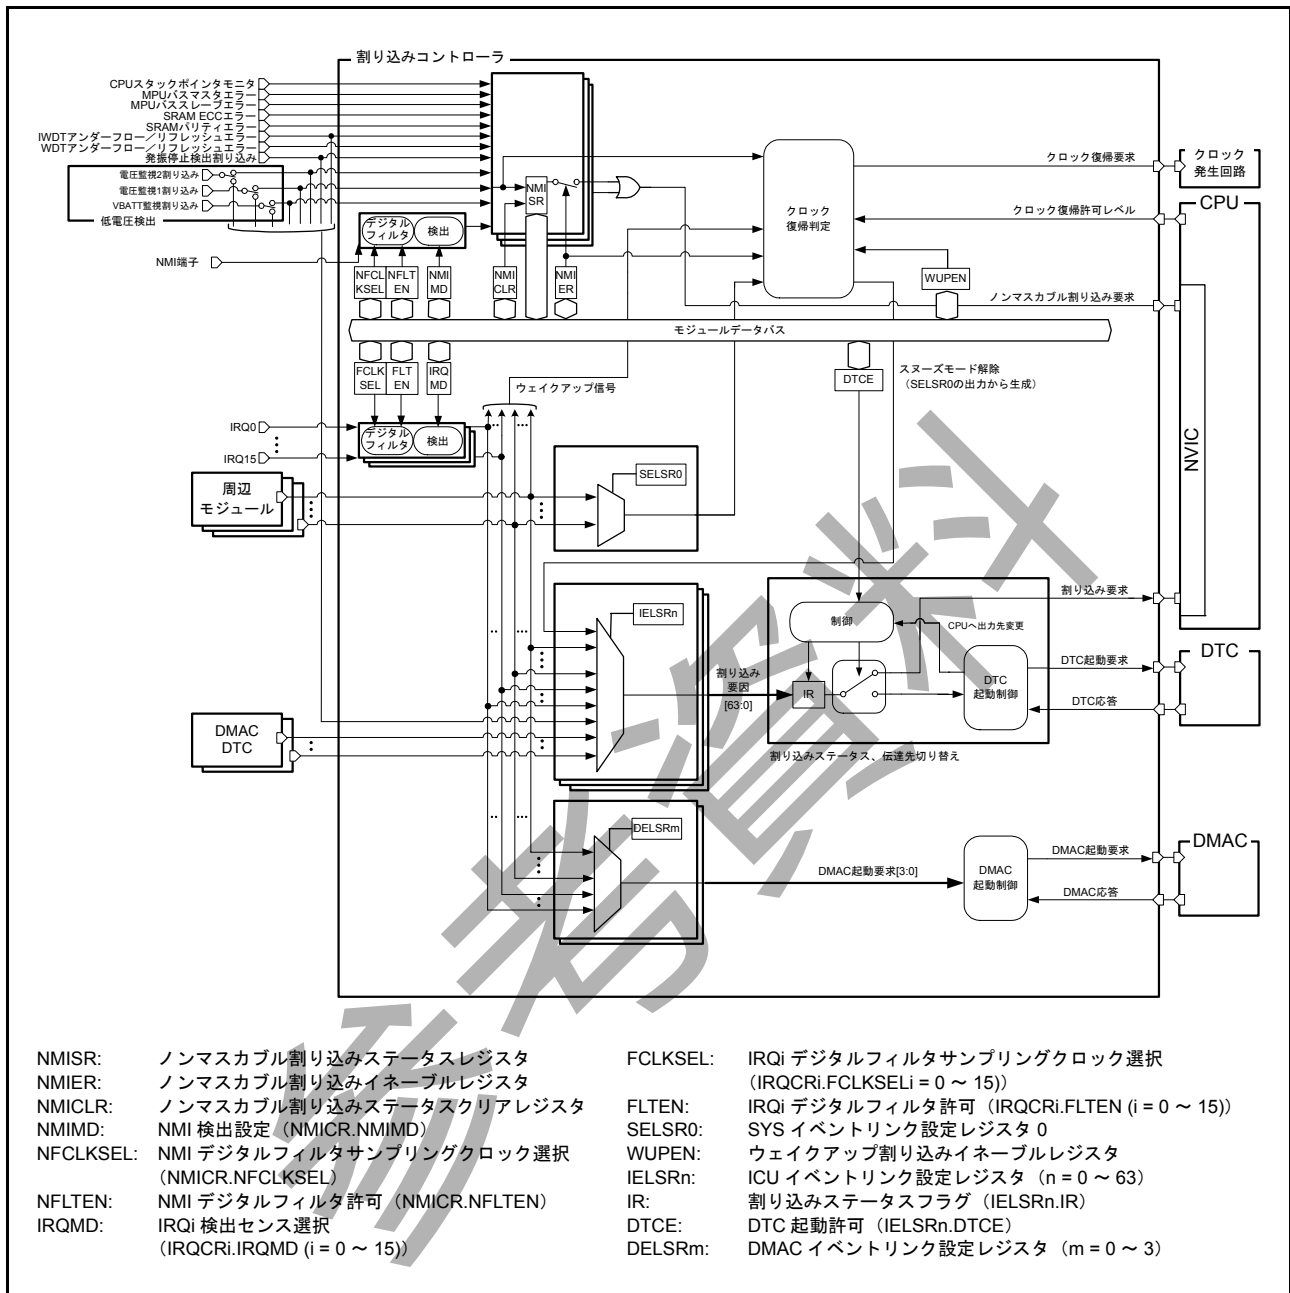 割り込みコントローラ
CPUスタックポインタモニタ
MPUバスマスタエラー
MPUバススレーブエラー
SRAM ECCエラー
SRAMパリティエラー
IWDTアンダーフロー／リフレッシュエラー
WDTアンダーフロー／リフレッシュエラー
発振停止検出割り込み
電圧監視2割り込み
電圧監視1割り込み
VBATT監視割り込み
低電圧検出
NMI端子
デジタル
フィルタ
検出
NMI
SR
NFCL
KSEL
NFLT
EN
NMI
MD
NMI
CLR
NMI
ER
クロック
復帰判定
WUPEN
クロック復帰要求
クロック復帰許可レベル
ノンマスカブル割り込み要求
クロック
発生回路
CPU
NVIC
モジュールデータバス
FCLK
SEL
FLT
EN
IRQ
MD
ウェイクアップ信号
DTCE
スヌーズモード解除
（SELSR0の出力から生成）
IRQ0
IRQ15
デジタル
フィルタ
検出
周辺
モジュール
SELSR0
IELSRn
制御
CPUへ出力先変更
割り込み要求
割り込み
要因
[63:0]
IR
DTC
起動制御
DTC起動要求
DTC応答
DTC
割り込みステータス、伝達先切り替え
DMAC
DTC
DELSRm
DMAC起動要求[3:0]
DMAC
起動制御
DMAC起動要求
DMAC応答
DMAC
参考資料
NMISR: ノンマスカブル割り込みステータスレジスタ
NMIER: ノンマスカブル割り込みイネーブルレジスタ
NMICLR: ノンマスカブル割り込みステータスクリアレジスタ
NMIMD: NMI 検出設定（NMICR.NMIMD）
NFCLKSEL: NMI デジタルフィルタサンプリングクロック選択
（NMICR.NFCLKSEL）
NFLTEN: NMI デジタルフィルタ許可（NMICR.NFLTEN）
IRQMD: IRQi 検出センス選択
（IRQCRi.IRQMD (i = 0 ～ 15)）
FCLKSEL: IRQi デジタルフィルタサンプリングクロック選択
（IRQCRi.FCLKSELi = 0 ～ 15)）
FLTEN: IRQi デジタルフィルタ許可（IRQCRi.FLTEN (i = 0 ～ 15)）
SELSR0: SYS イベントリンク設定レジスタ 0
WUPEN: ウェイクアップ割り込みイネーブルレジスタ
IELSRn: ICU イベントリンク設定レジスタ（n = 0 ～ 63）
IR: 割り込みステータスフラグ（IELSRn.IR）
DTCE: DTC 起動許可（IELSRn.DTCE）
DELSRm: DMAC イベントリンク設定レジスタ（m = 0 ～ 3）